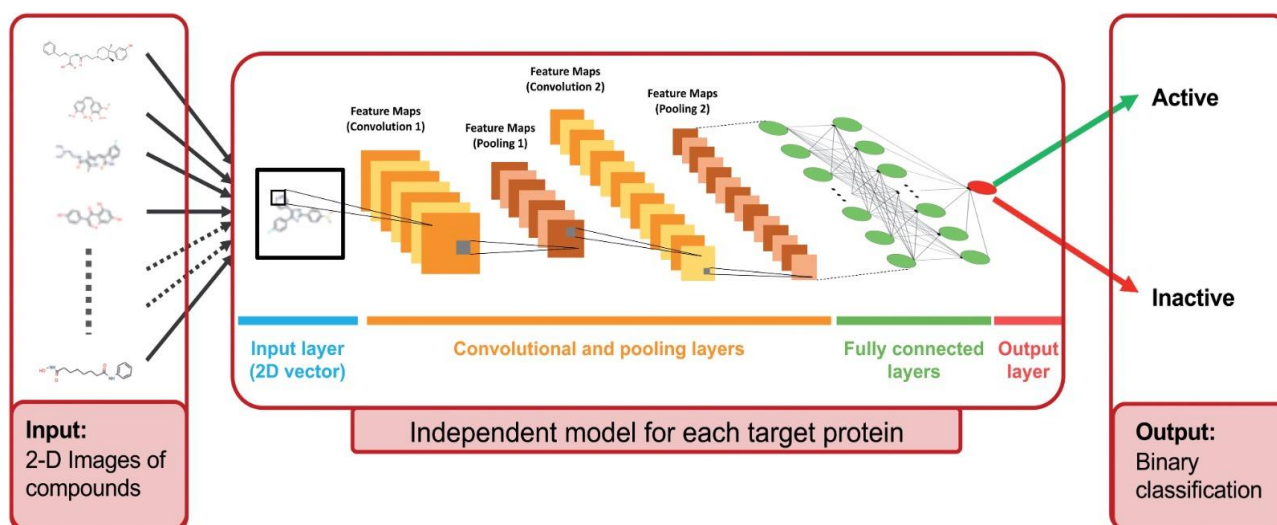 Input:
2-D Images of
compounds
Feature Maps
(Convolution 1)
Feature Maps
(Pooling 1)
Feature Maps
(Convolution 2)
Feature Maps
(Pooling 2)
Input layer
(2D vector)
Convolutional and pooling layers
Fully connected
layers
Output
layer
Independent model for each target protein
Active
Inactive
Output:
Binary
classification